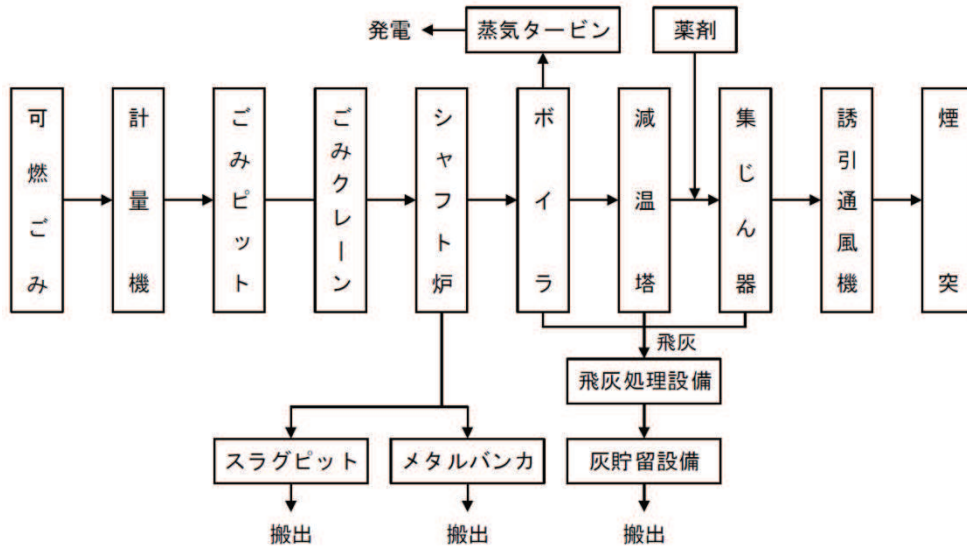 発電
蒸気タービン
薬剤
可燃ごみ
計量機
ごみピット
ごみクレーン
シャフト炉
ボイラ
減温塔
集じん器
誘引通風機
煙突
飛灰
飛灰処理設備
スラグピット
メタルバンカ
灰貯留設備
搬出
搬出
搬出